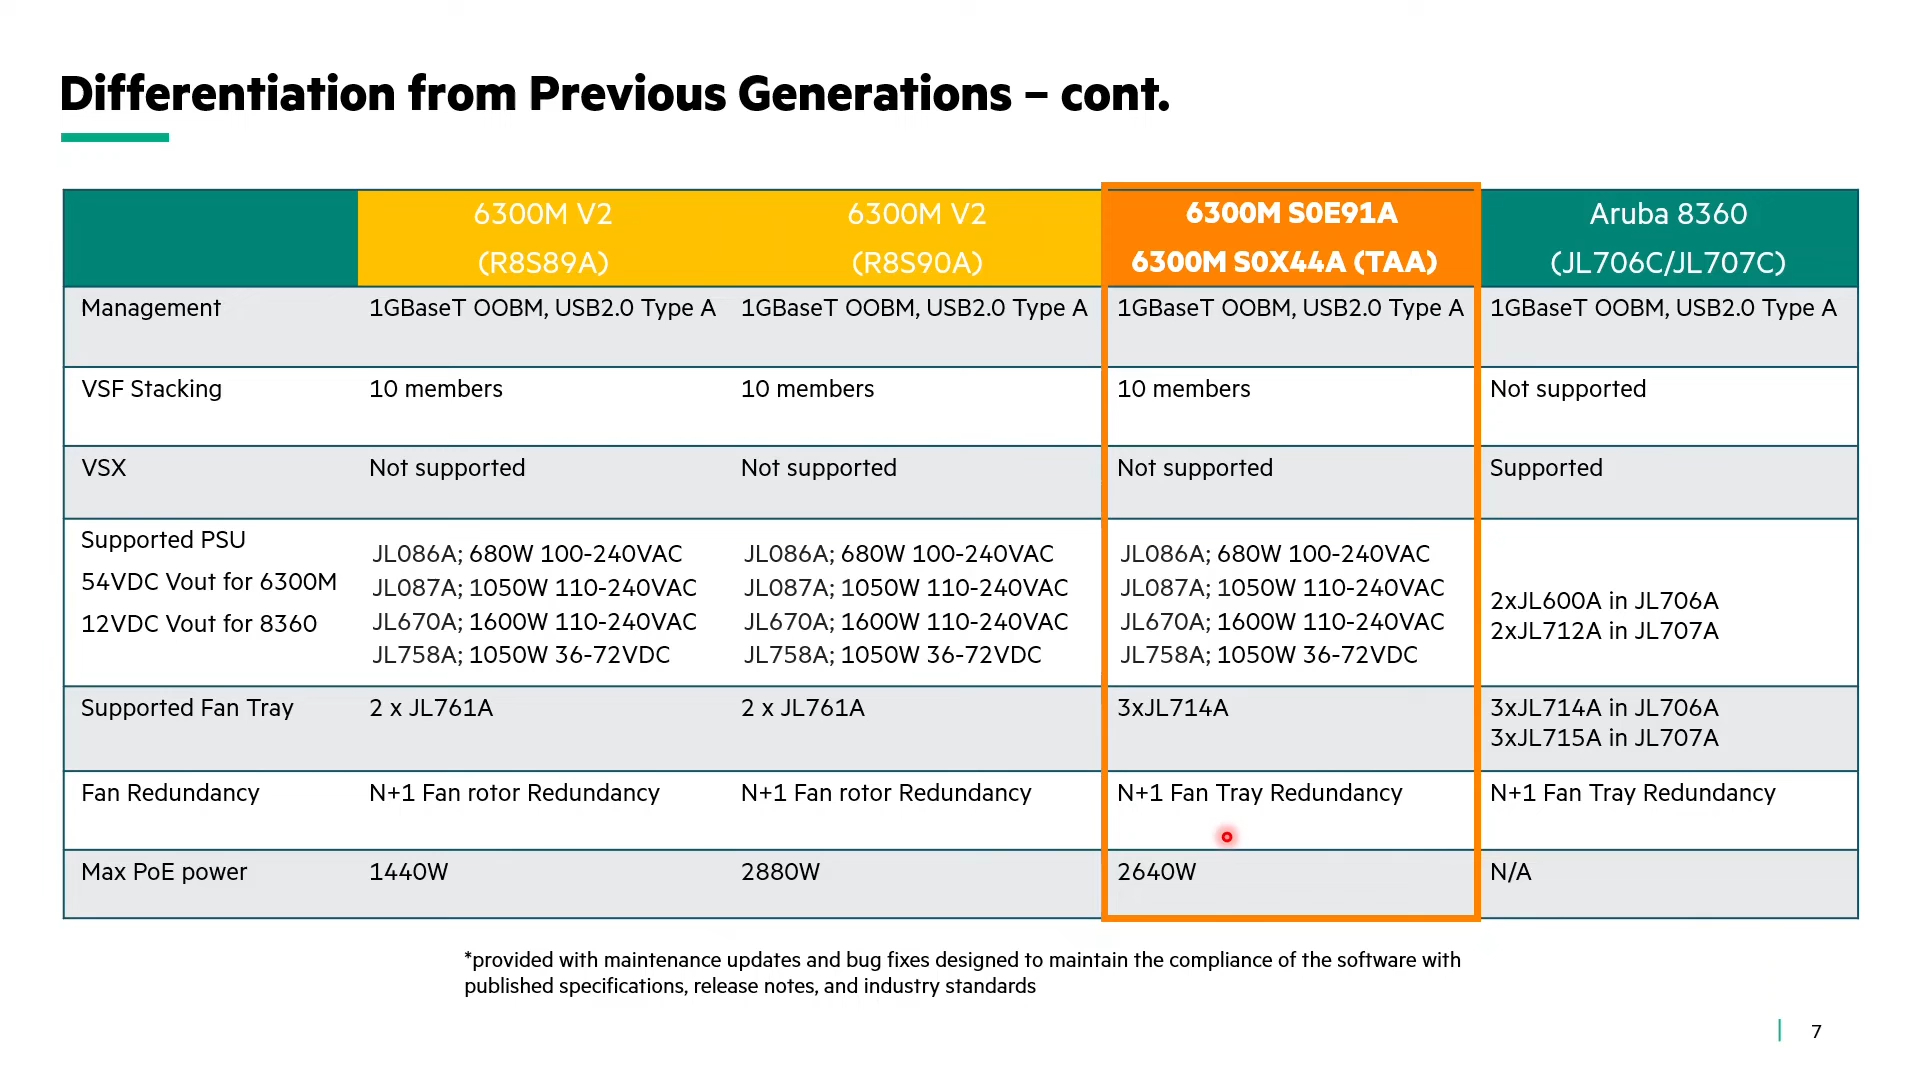 Differentiation from Previous Generations – cont.
6300M V2
(R8S89A)
6300M V2
(R8S90A)
6300M S0E91A
6300M S0X44A (TAA)
Aruba 8360
(JL706C/JL707C)
Management
1GBaseT OOBM, USB2.0 Type A
1GBaseT OOBM, USB2.0 Type A
1GBaseT OOBM, USB2.0 Type A
1GBaseT OOBM, USB2.0 Type A
VSF Stacking
10 members
10 members
10 members
Not supported
VSX
Not supported
Not supported
Not supported
Supported
Supported PSU
54VDC Vout for 6300M
12VDC Vout for 8360
JL086A; 680W 100-240VAC
JL087A; 1050W 110-240VAC
JL670A; 1600W 110-240VAC
JL758A; 1050W 36-72VDC
JL086A; 680W 100-240VAC
JL087A; 1050W 110-240VAC
JL670A; 1600W 110-240VAC
JL758A; 1050W 36-72VDC
JL086A; 680W 100-240VAC
JL087A; 1050W 110-240VAC
JL670A; 1600W 110-240VAC
JL758A; 1050W 36-72VDC
2xJL600A in JL706A
2xJL712A in JL707A
Supported Fan Tray
2 x JL761A
2 x JL761A
3xJL714A
3xJL714A in JL706A
3xJL715A in JL707A
Fan Redundancy
N+1 Fan rotor Redundancy
N+1 Fan rotor Redundancy
N+1 Fan Tray Redundancy
N+1 Fan Tray Redundancy
Max PoE power
1440W
2880W
2640W
N/A
*provided with maintenance updates and bug fixes designed to maintain the compliance of the software with
published specifications, release notes, and industry standards
7